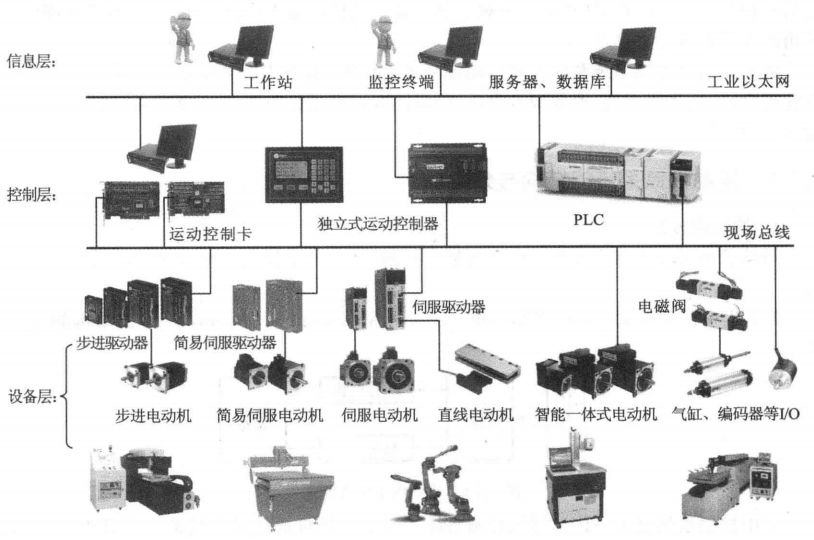 信息层:
工作站
监控终端
服务器、数据库
工业以太网
控制层:
运动控制卡
独立式运动控制器
PLC
现场总线
步进驱动器
简易伺服驱动器
伺服驱动器
电磁阀
设备层:
步进电动机
简易伺服电动机
伺服电动机
直线电动机
智能一体式电动机
气缸、编码器等I/O